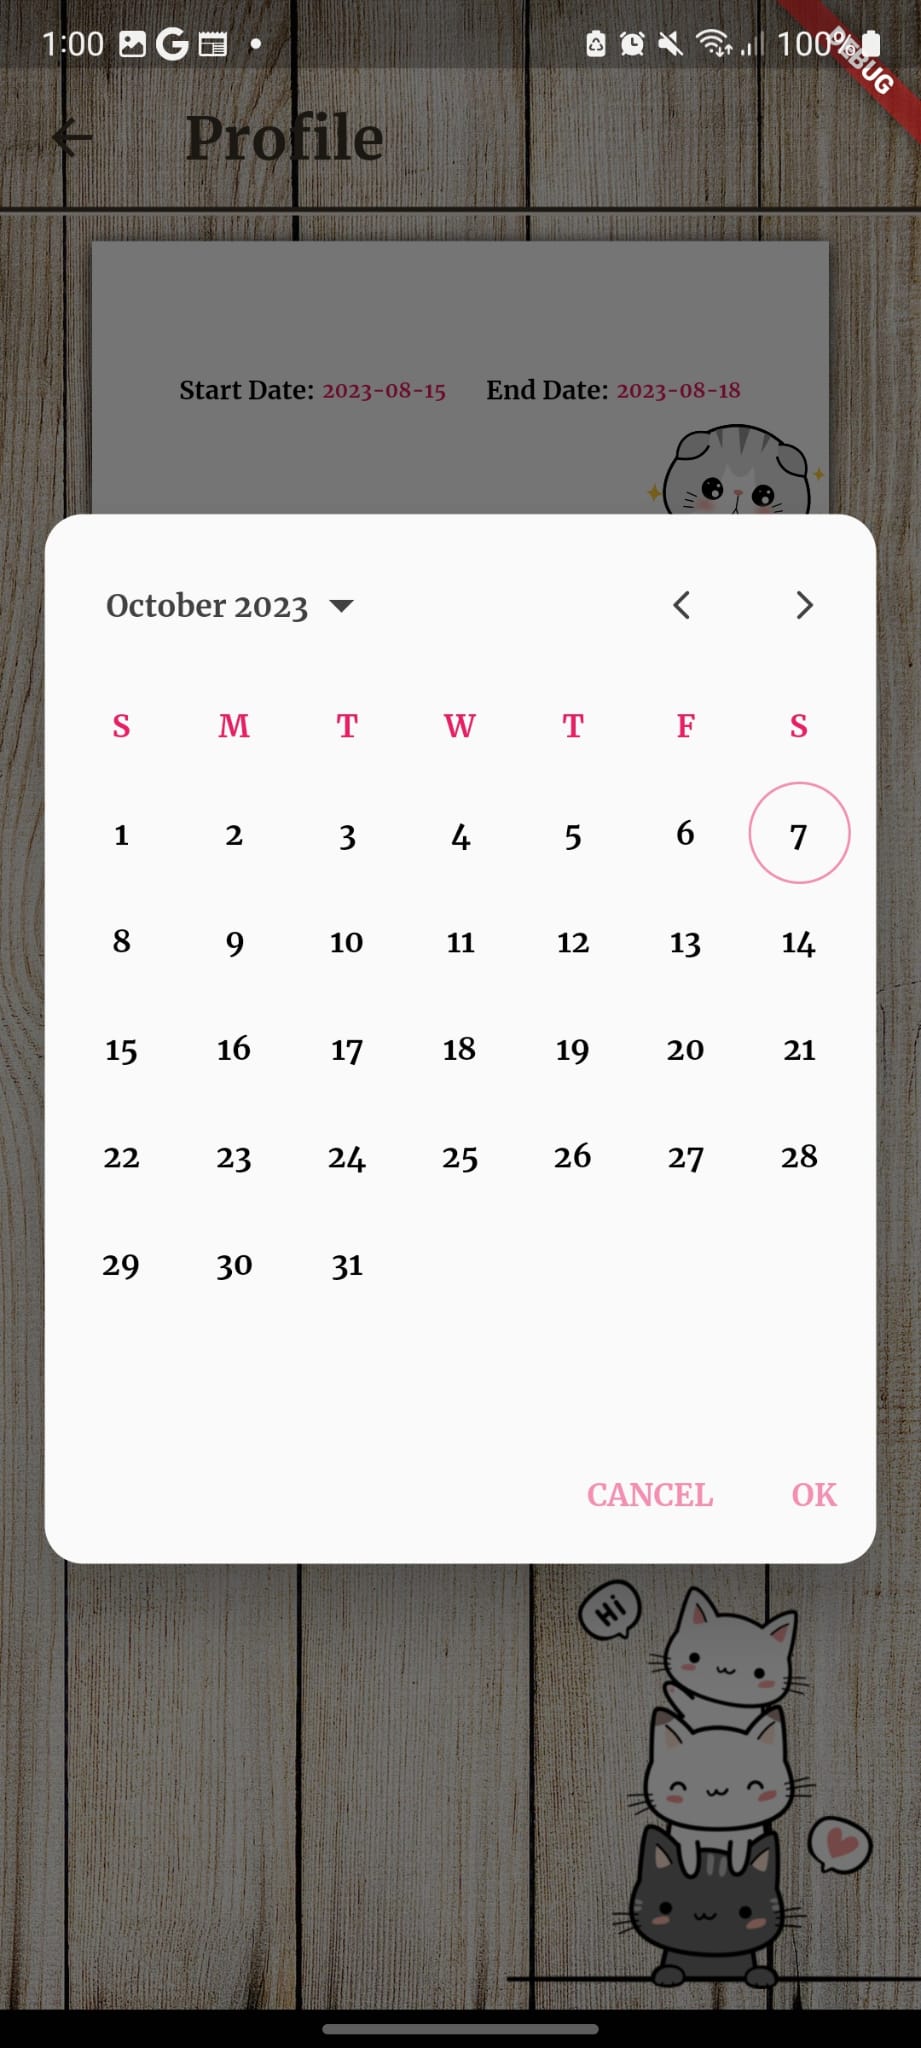 1:00 100%
DEBUG
Profile
Start Date: 2023-08-15 End Date: 2023-08-18
October 2023
S M T W T F S
1 2 3 4 5 6 7
8 9 10 11 12 13 14
15 16 17 18 19 20 21
22 23 24 25 26 27 28
29 30 31
CANCEL OK
Hi